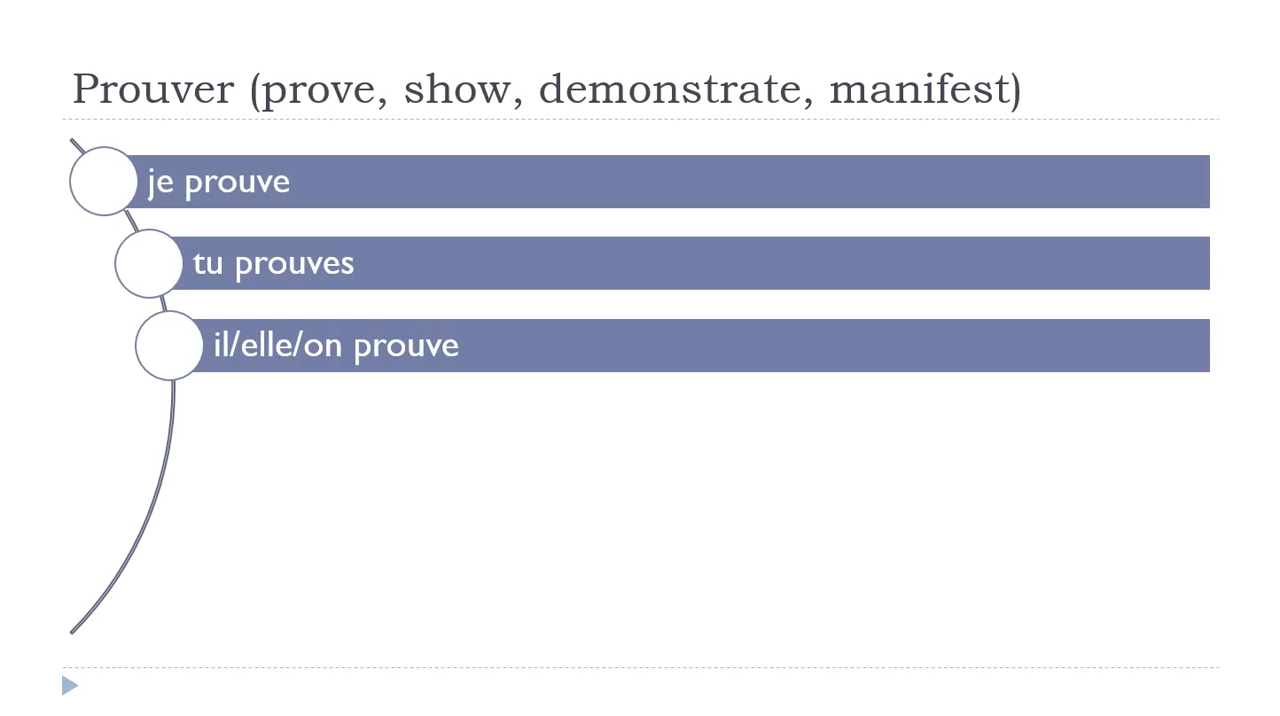 Prouver (prove, show, demonstrate, manifest)
je prouve
tu prouves
il/elle/on prouve